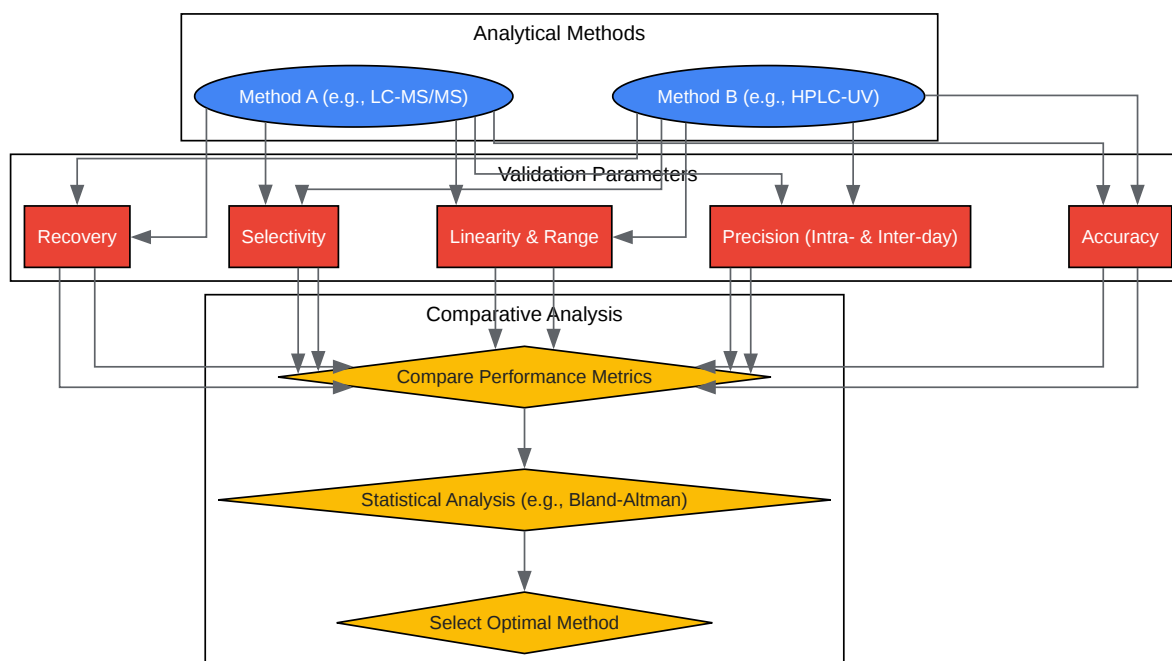 Analytical Methods
Method A (e.g., LC-MS/MS)
Method B (e.g., HPLC-UV)
Validation Parameters
Recovery
Selectivity
Linearity & Range
Precision (Intra- & Inter-day)
Accuracy
Comparative Analysis
Compare Performance Metrics
Statistical Analysis (e.g., Bland-Altman)
Select Optimal Method